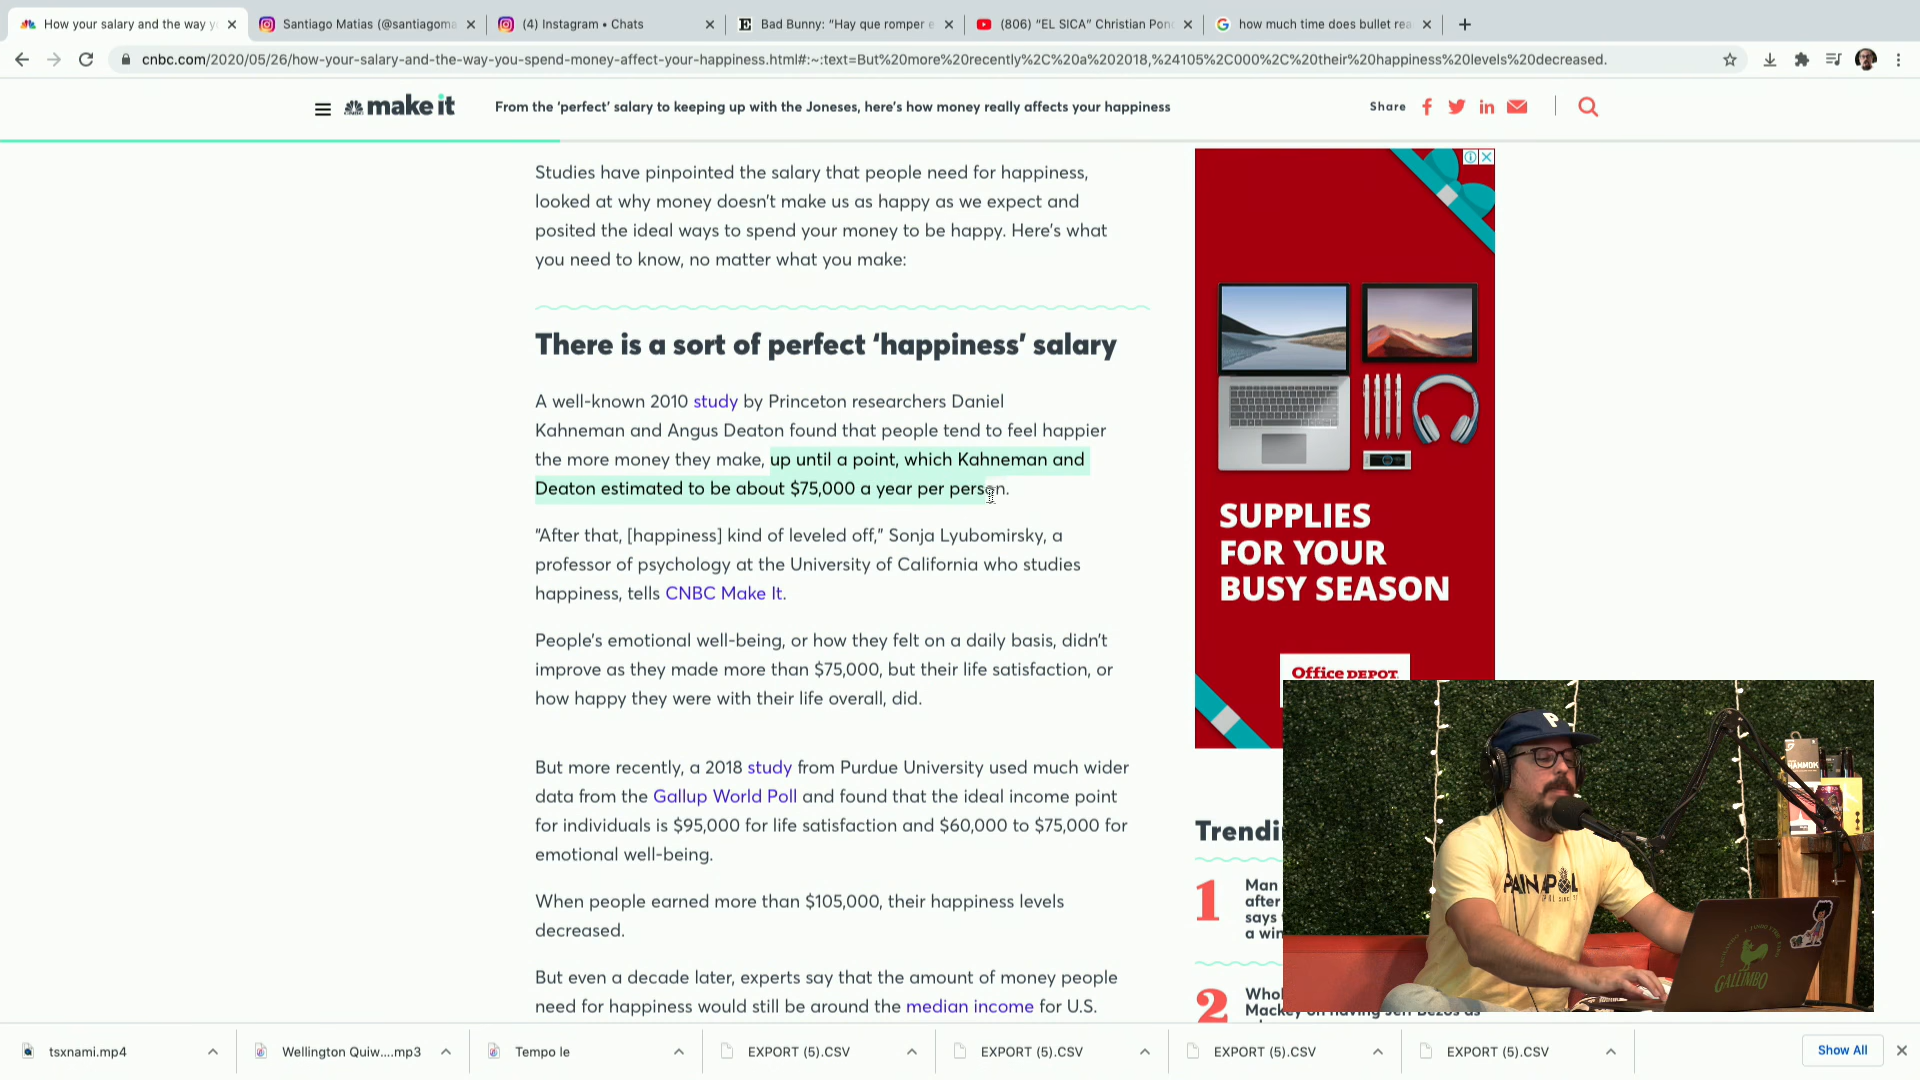 How your salary and the way y
Santiago Matias (@santiagoma
(4) Instagram • Chats
Bad Bunny: "Hay que romper e
(806) "EL SICA" Christian Ponc
how much time does bullet rea
cnbc.com/2020/05/26/how-your-salary-and-the-way-you-spend-money-affect-your-happiness.html#:~:text=But%20more%20recently%2C%20a%202018,%24105%2C000%2C%20their%20happiness%20levels%20decreased.
make it
From the 'perfect' salary to keeping up with the Joneses, here's how money really affects your happiness
Share
Studies have pinpointed the salary that people need for happiness,
looked at why money doesn't make us as happy as we expect and
posited the ideal ways to spend your money to be happy. Here's what
you need to know, no matter what you make:
There is a sort of perfect 'happiness' salary
A well-known 2010 study by Princeton researchers Daniel
Kahneman and Angus Deaton found that people tend to feel happier
the more money they make, up until a point, which Kahneman and
Deaton estimated to be about $75,000 a year per person.
"After that, [happiness] kind of leveled off," Sonja Lyubomirsky, a
professor of psychology at the University of California who studies
happiness, tells CNBC Make It.
People's emotional well-being, or how they felt on a daily basis, didn't
improve as they made more than $75,000, but their life satisfaction, or
how happy they were with their life overall, did.
But more recently, a 2018 study from Purdue University used much wider
data from the Gallup World Poll and found that the ideal income point
for individuals is $95,000 for life satisfaction and $60,000 to $75,000 for
emotional well-being.
When people earned more than $105,000, their happiness levels
decreased.
But even a decade later, experts say that the amount of money people
need for happiness would still be around the median income for U.S.
SUPPLIES
FOR YOUR
BUSY SEASON
Office DEPOT
Trendi
1
Man
after
says
a win
2
Whol
Mackey on having Jeff Bezos as
P
PAIN A POL
GALLIMBO
HAMMOK
tsxnami.mp4
Wellington Quiw....mp3
Tempo le
EXPORT (5).CSV
EXPORT (5).CSV
EXPORT (5).CSV
EXPORT (5).CSV
Show All